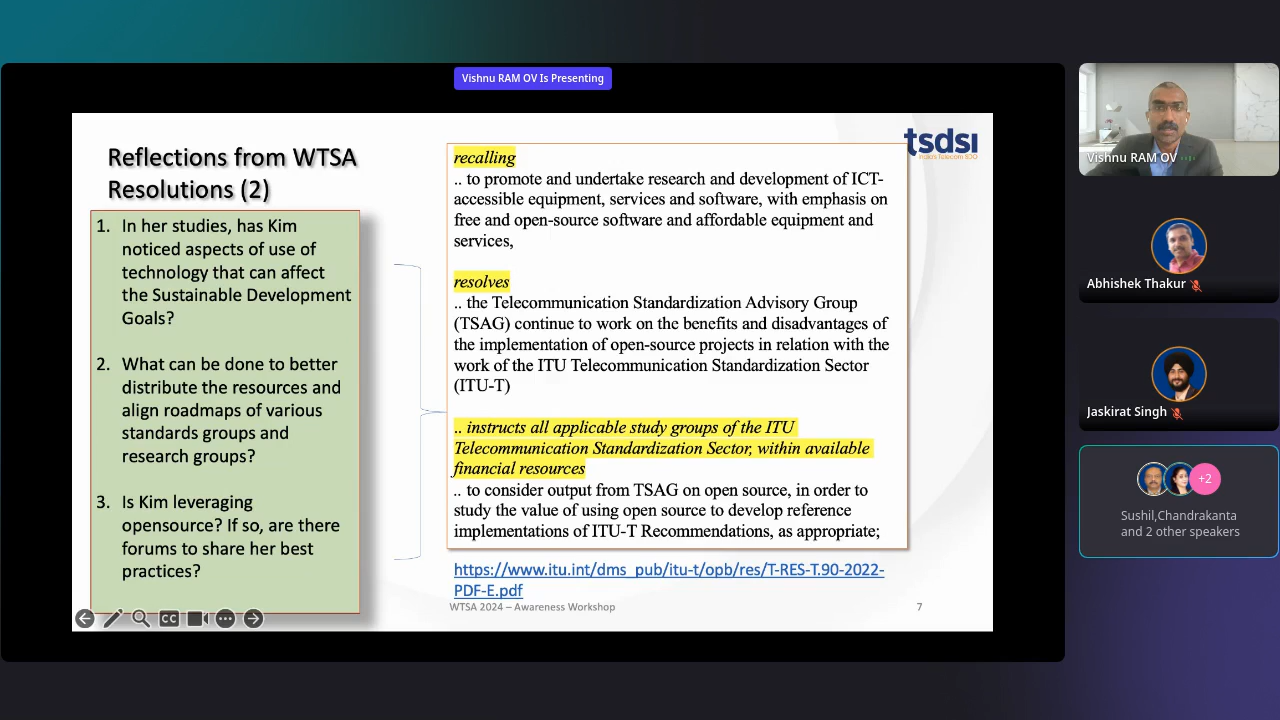 Vishnu RAM OV Is Presenting
tsdsi
India's Telecom SDO
Reflections from WTSA
Resolutions (2)
1. In her studies, has Kim
noticed aspects of use of
technology that can affect
the Sustainable Development
Goals?
2. What can be done to better
distribute the resources and
align roadmaps of various
standards groups and
research groups?
3. Is Kim leveraging
opensource? If so, are there
forums to share her best
practices?
recalling
.. to promote and undertake research and development of ICT-
accessible equipment, services and software, with emphasis on
free and open-source software and affordable equipment and
services,
resolves
.. the Telecommunication Standardization Advisory Group
(TSAG) continue to work on the benefits and disadvantages of
the implementation of open-source projects in relation with the
work of the ITU Telecommunication Standardization Sector
(ITU-T)
.. instructs all applicable study groups of the ITU
Telecommunication Standardization Sector, within available
financial resources
.. to consider output from TSAG on open source, in order to
study the value of using open source to develop reference
implementations of ITU-T Recommendations, as appropriate;
https://www.itu.int/dms_pub/itu-t/opb/res/T-RES-T.90-2022-
PDF-E.pdf
WTSA 2024 – Awareness Workshop
7
CC
Vishnu RAM OV
Abhishek Thakur
Jaskirat Singh
+2
Sushil,Chandrakanta
and 2 other speakers